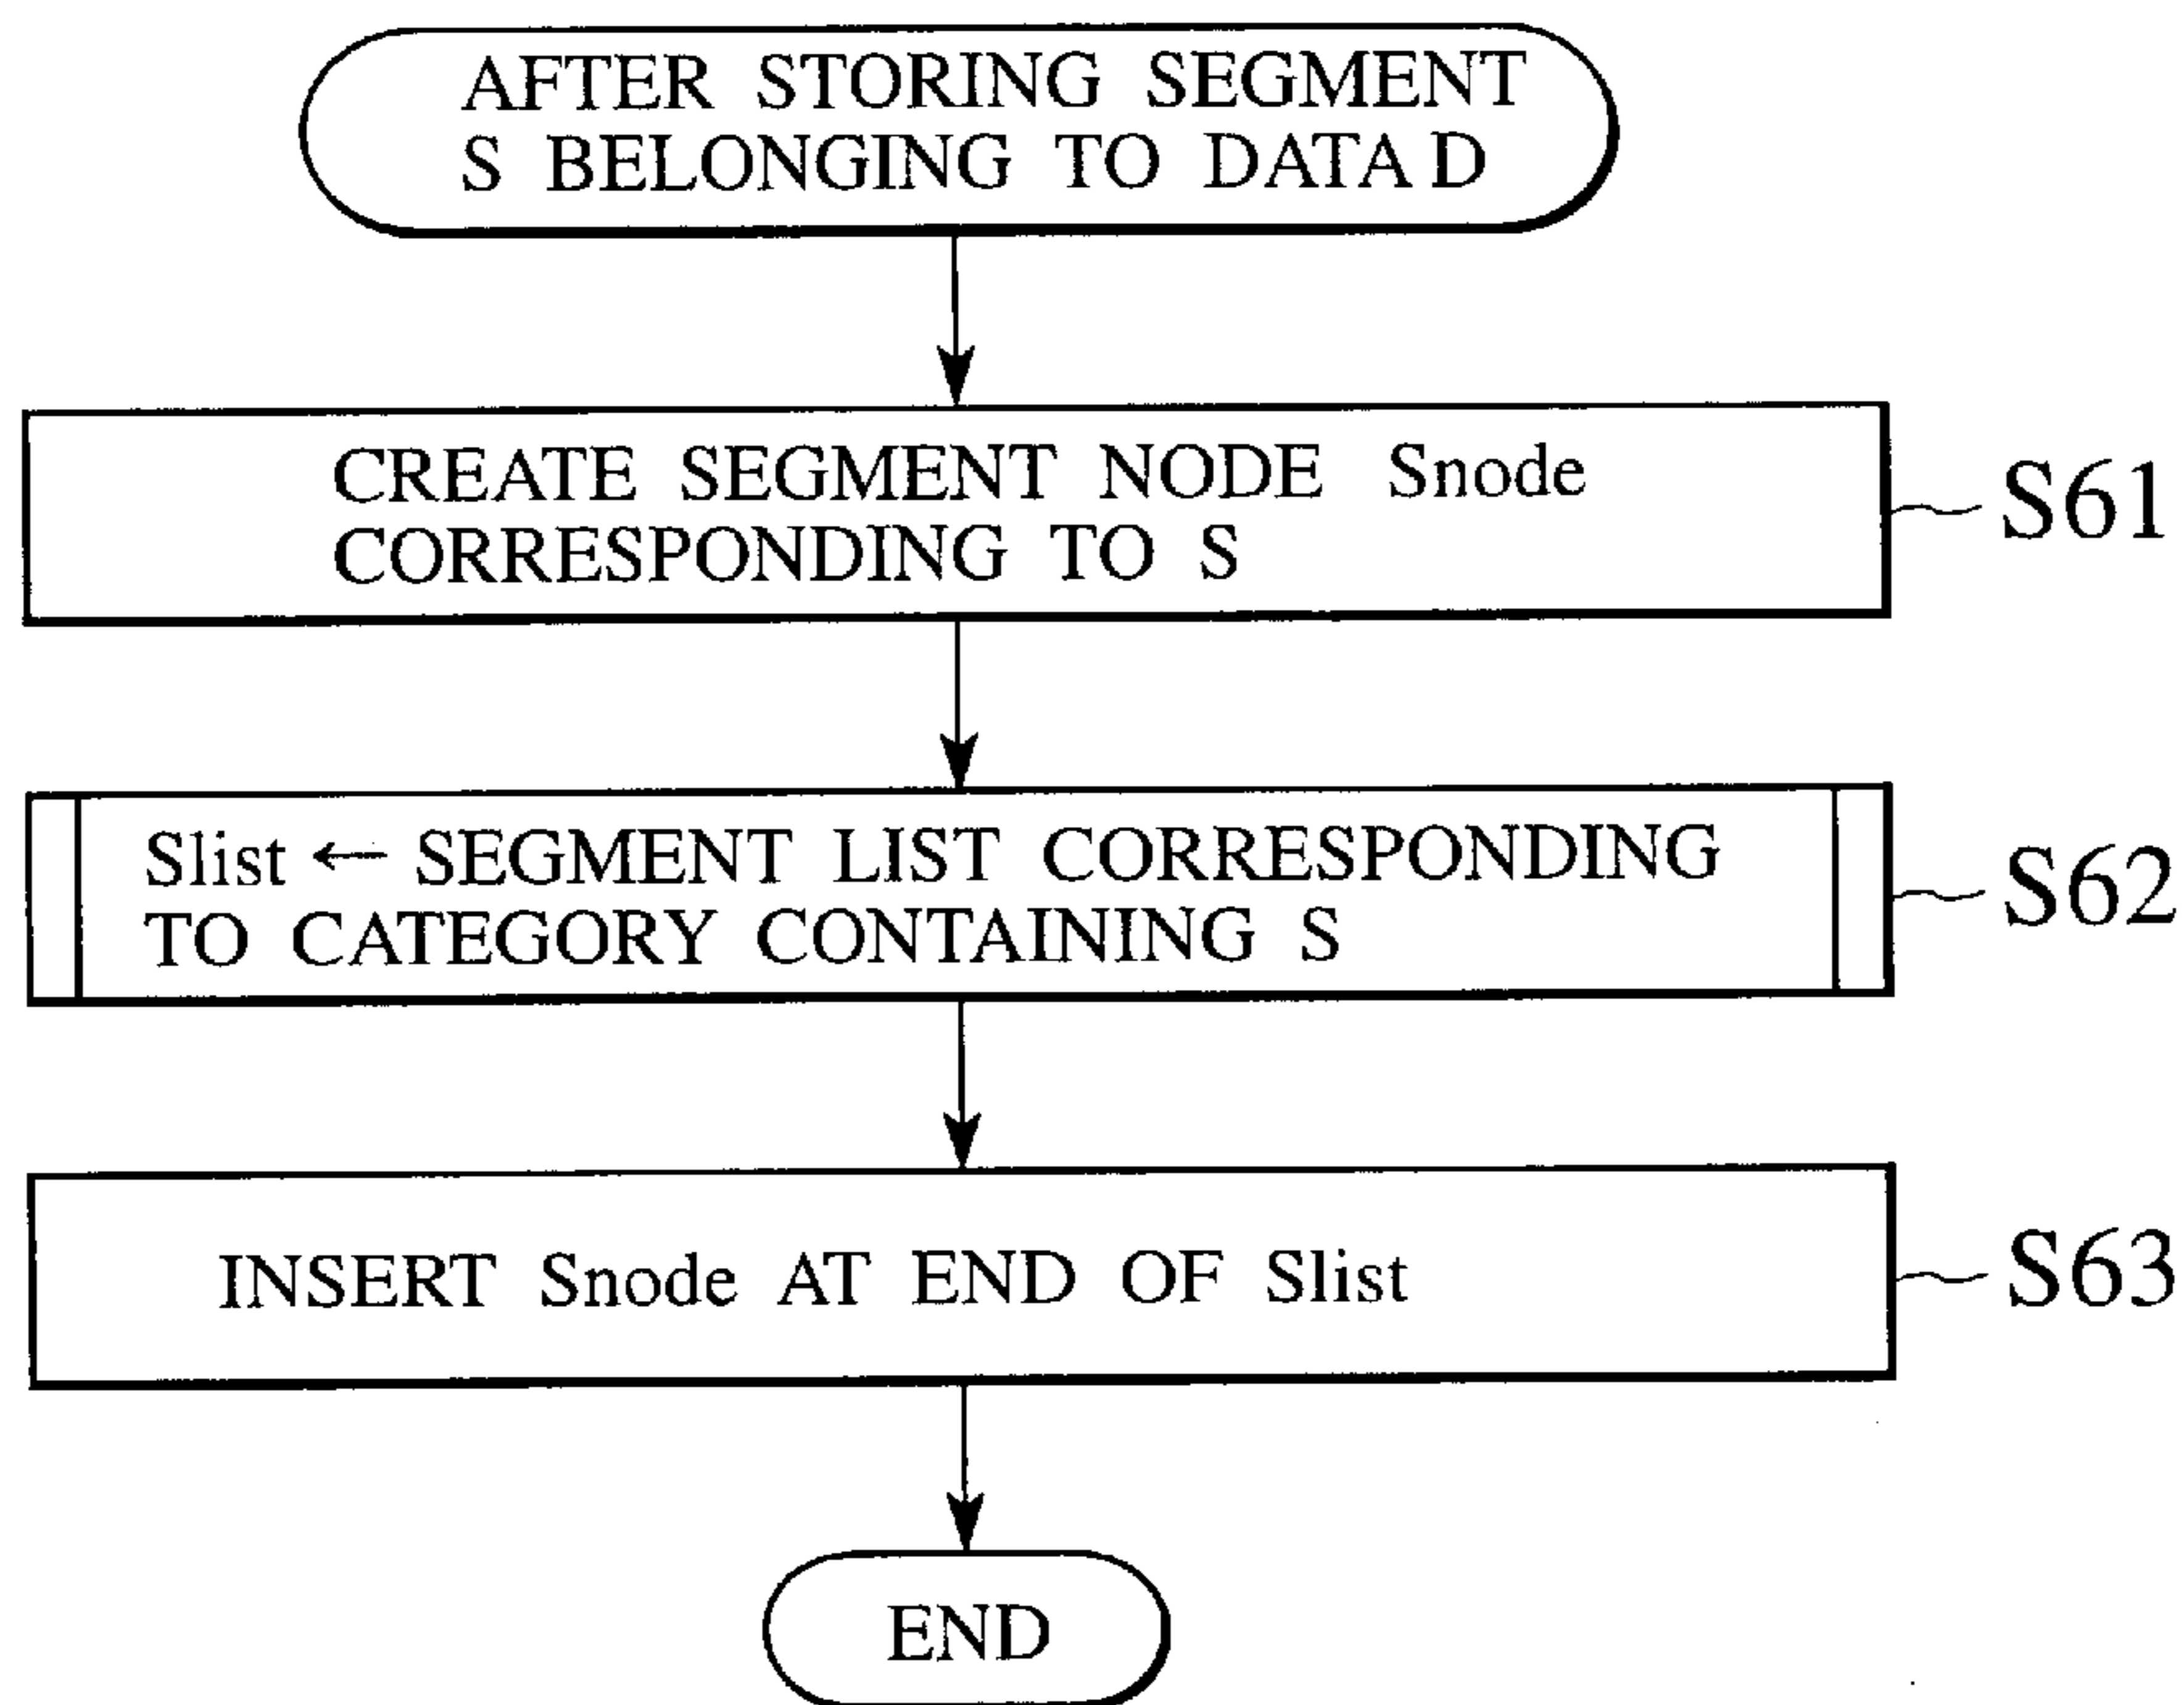 AFTER STORING SEGMENT
S BELONGING TO DATA D
CREATE SEGMENT NODE Snode
CORRESPONDING TO S
S61
Slist ← SEGMENT LIST CORRESPONDING
TO CATEGORY CONTAINING S
S62
INSERT Snode AT END OF Slist
S63
END